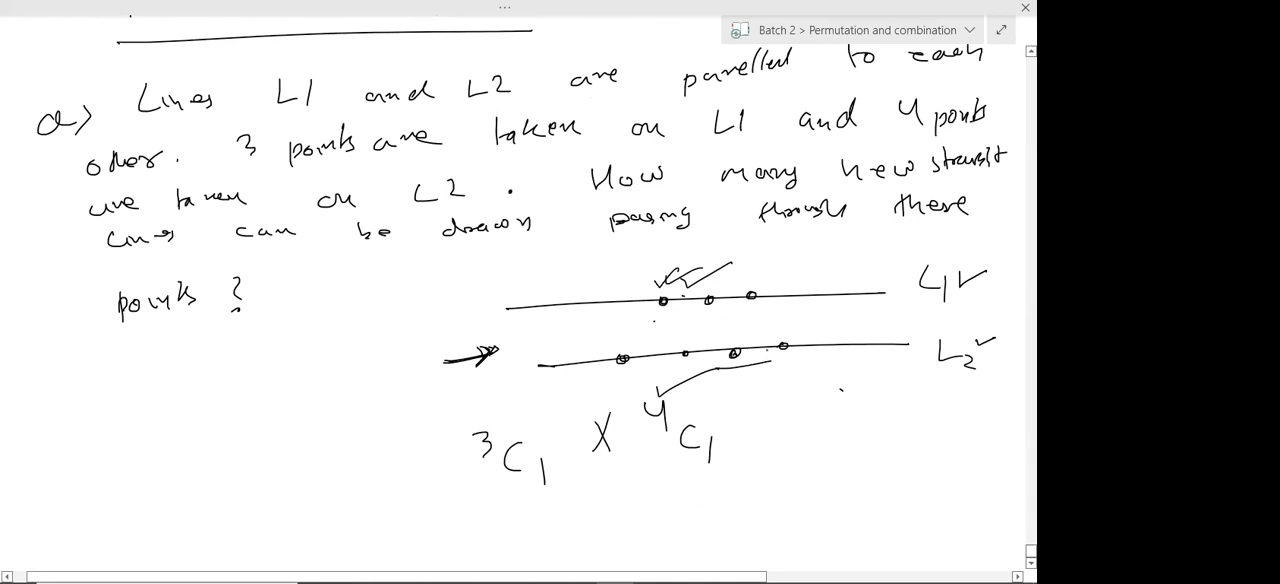 Batch 2 > Permutation and combination
Q) Lines L1 and L2 are parellel to each
other. 3 points are taken on L1 and 4 points
are taken on L2. How many new strait
lines can be drawn passing through these
points ?
L1
L2
3C1 X 4C1